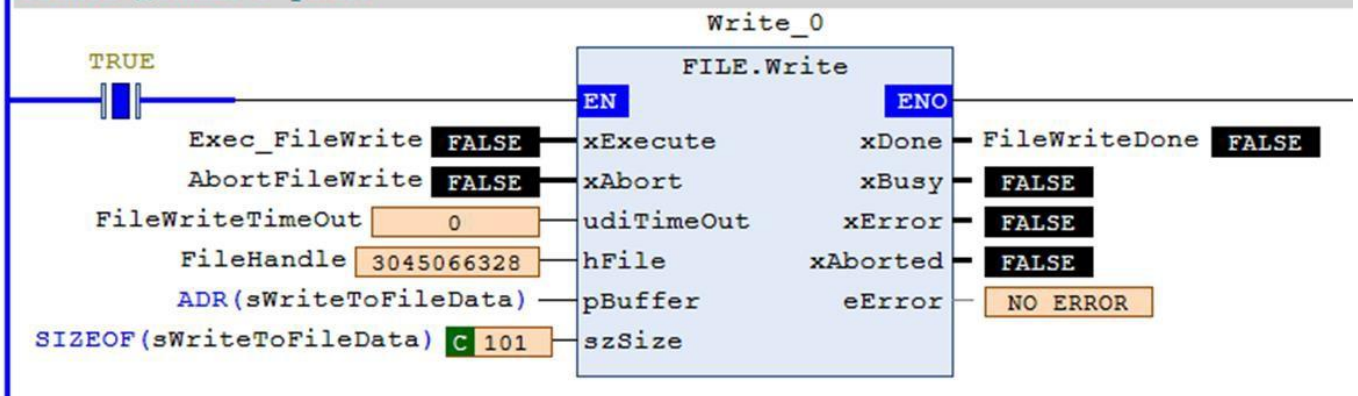 Write_0
TRUE
FILE.Write
EN ENO
Exec_FileWrite FALSE xExecute xDone FileWriteDone FALSE
AbortFileWrite FALSE xAbort xBusy FALSE
FileWriteTimeOut 0 udiTimeOut xError FALSE
FileHandle 3045066328 hFile xAborted FALSE
ADR(sWriteToFileData) pBuffer eError NO ERROR
SIZEOF(sWriteToFileData) C 101 szSize